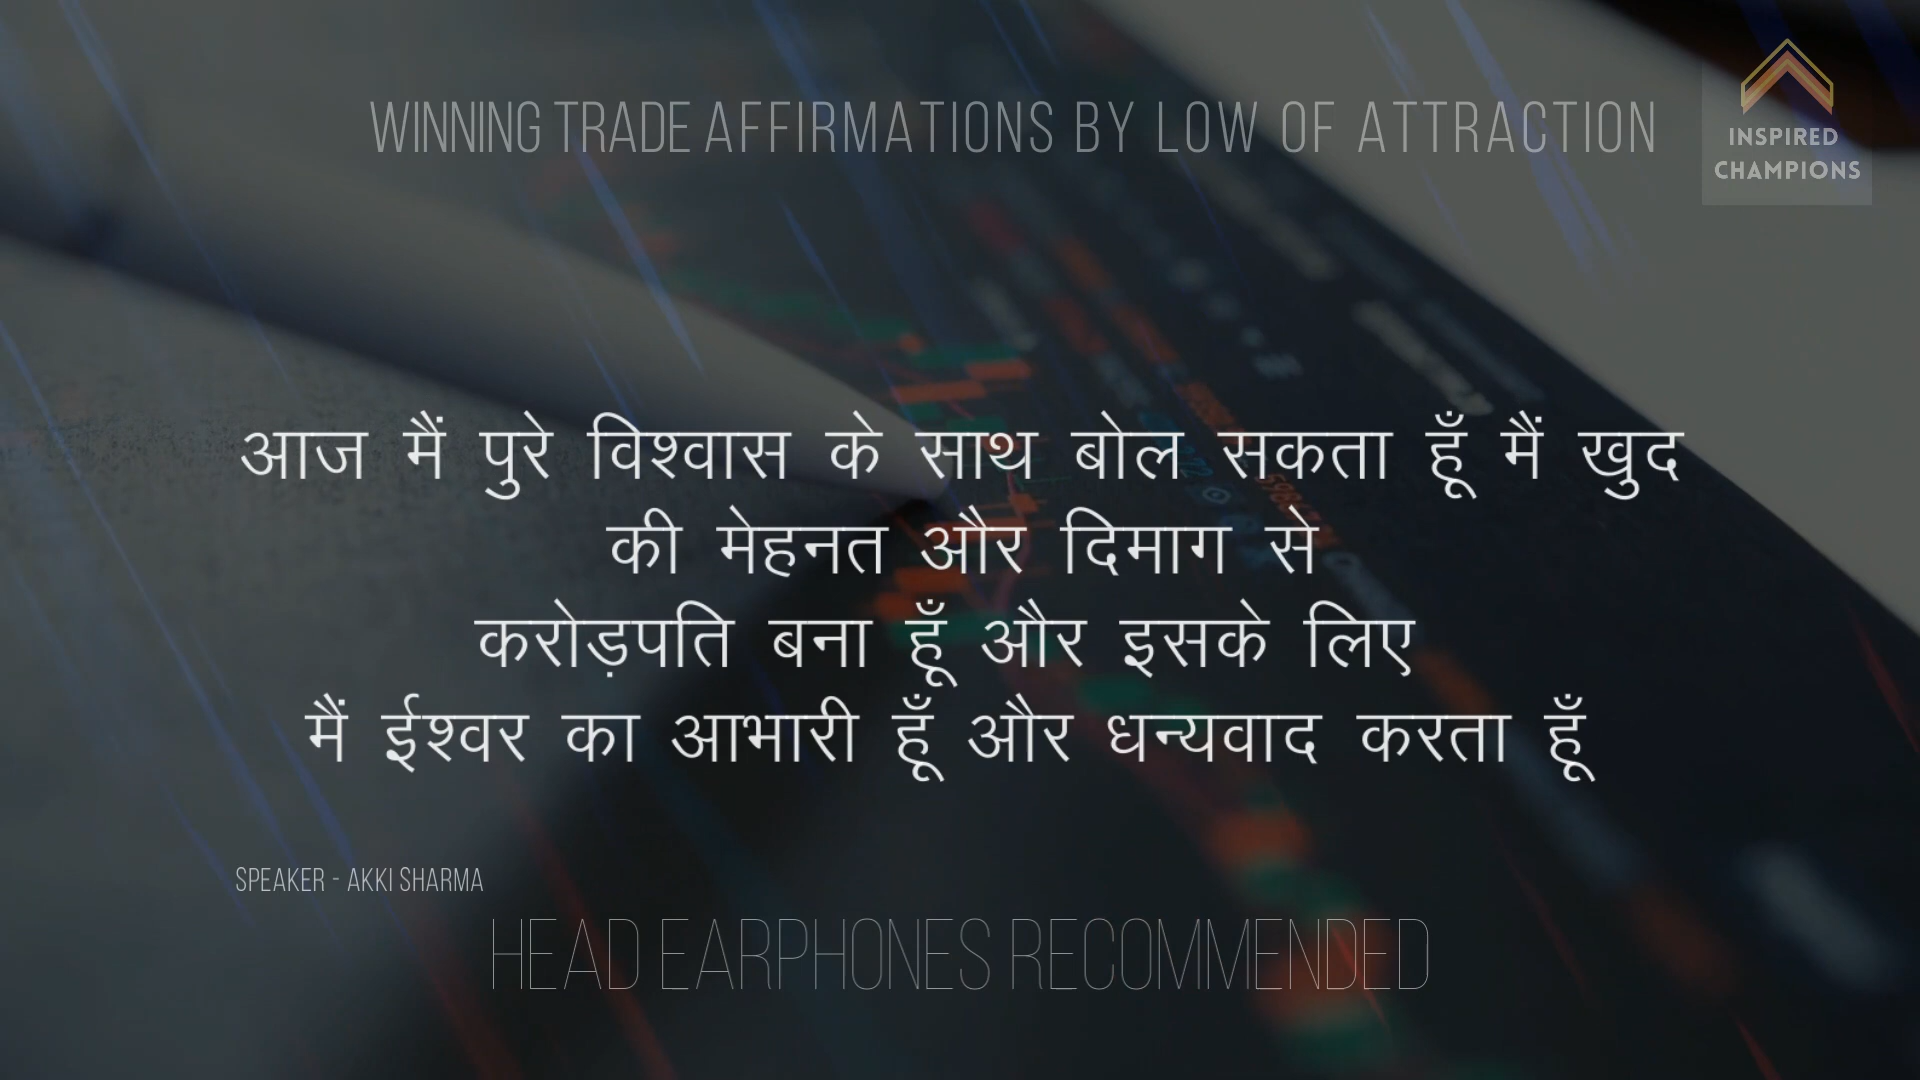 WINNING TRADE AFFIRMATIONS BY LOW OF ATTRACTION
INSPIRED
CHAMPIONS
आज मैं पुरे विश्वास के साथ बोल सकता हूँ मैं खुद
की मेहनत और दिमाग से
करोड़पति बना हूँ और इसके लिए
मैं ईश्वर का आभारी हूँ और धन्यवाद करता हूँ
SPEAKER - AKKI SHARMA
HEAD EARPHONES RECOMMENDED